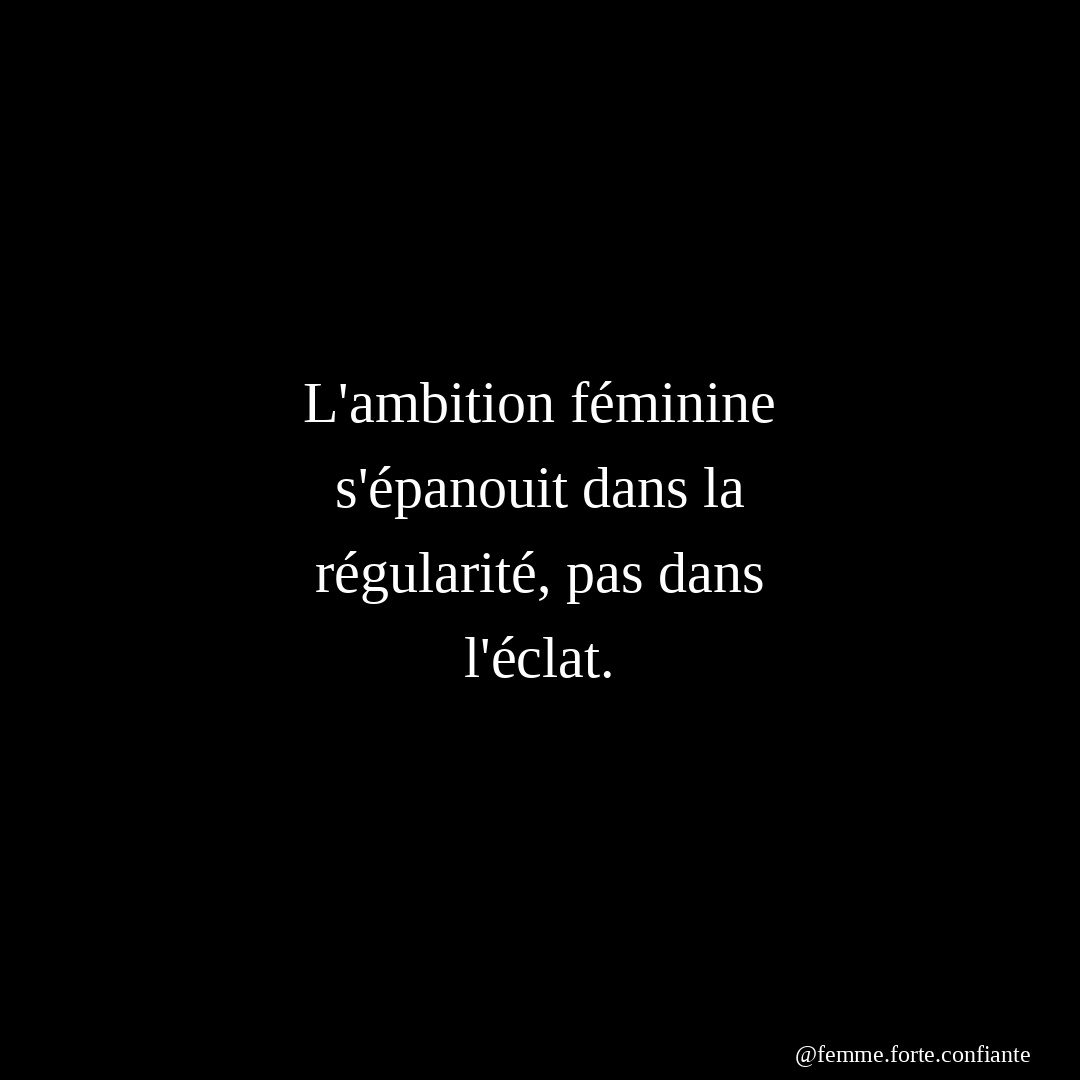 L'ambition féminine
s'épanouit dans la
régularité, pas dans
l'éclat.
@femme.forte.confiante